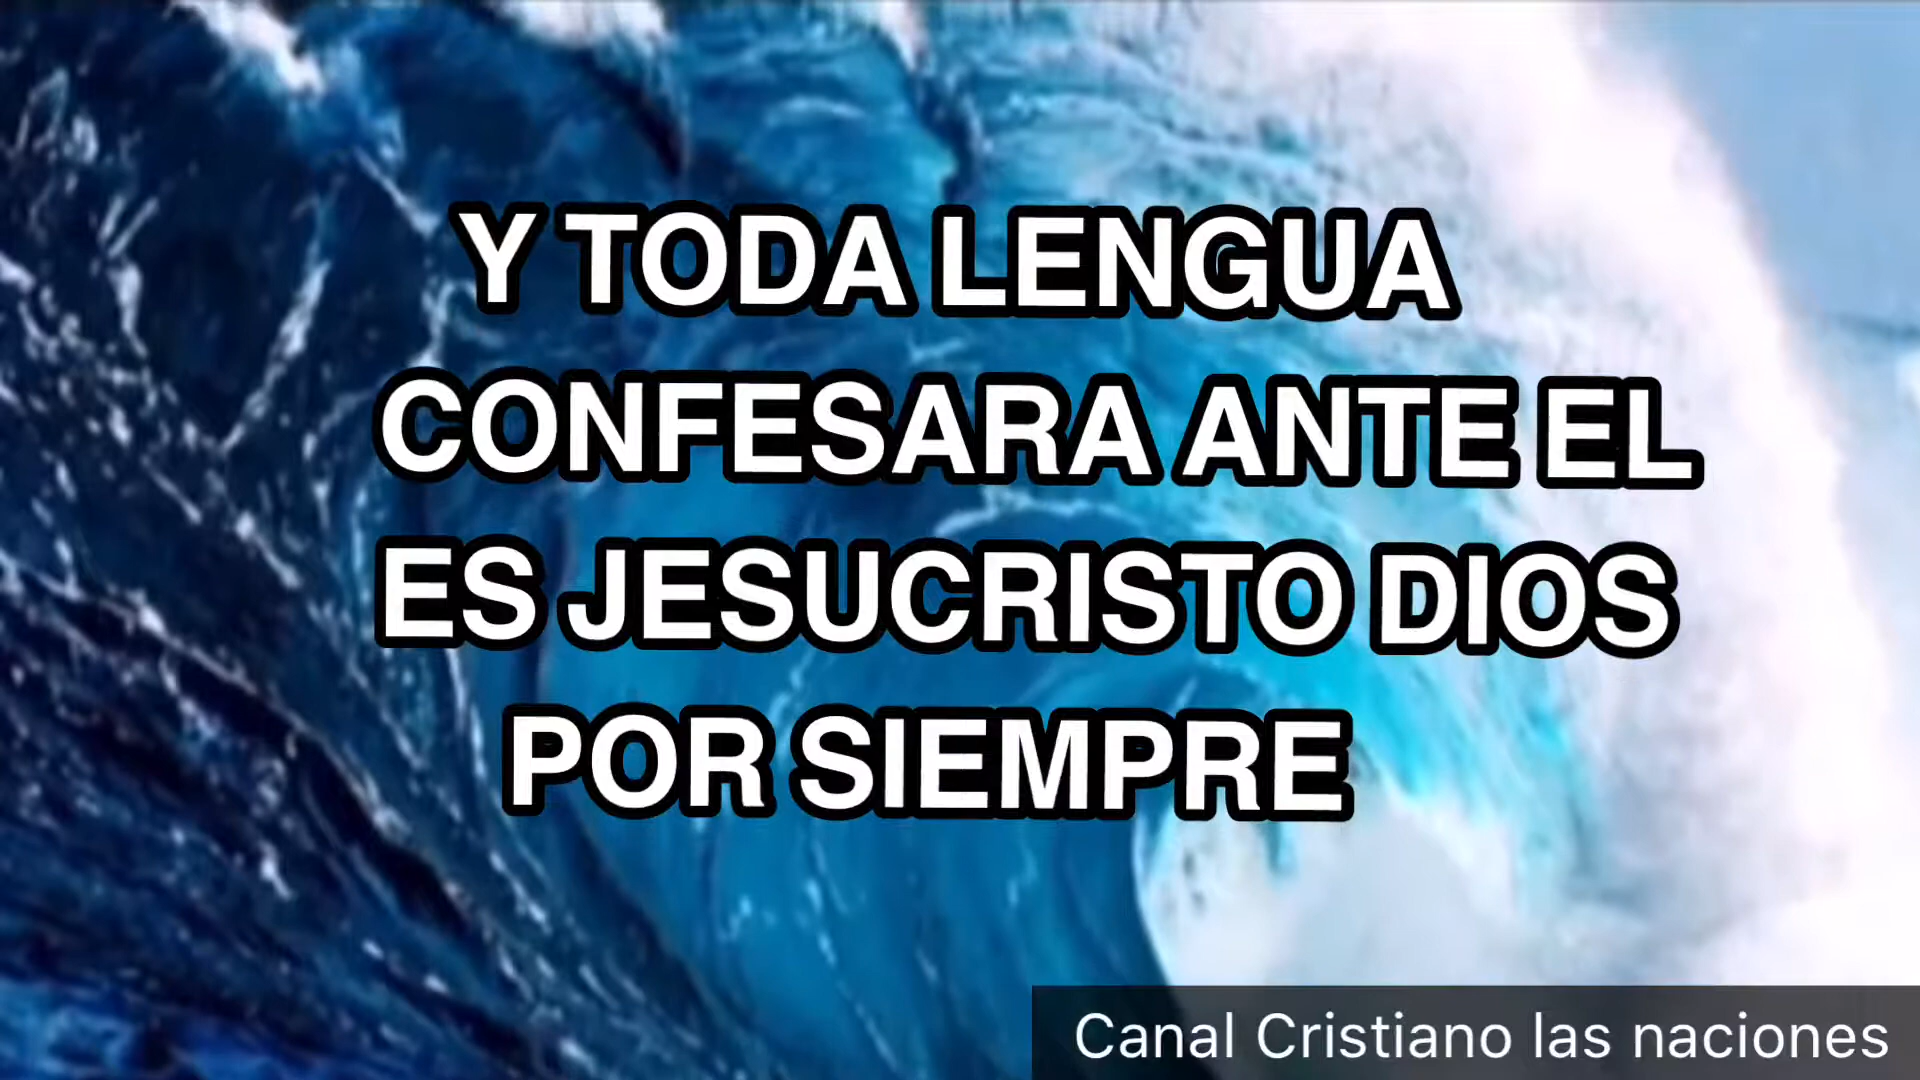 Y TODA LENGUA
CONFESARA ANTE EL
ES JESUCRISTO DIOS
POR SIEMPRE
Canal Cristiano las naciones